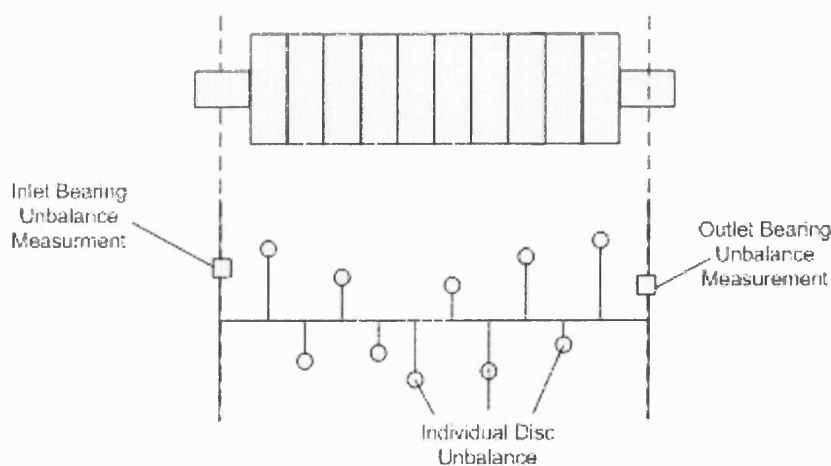 Inlet Bearing
Unbalance
Measurment
Outlet Bearing
Unbalance
Measurement
Individual Disc
Unbalance